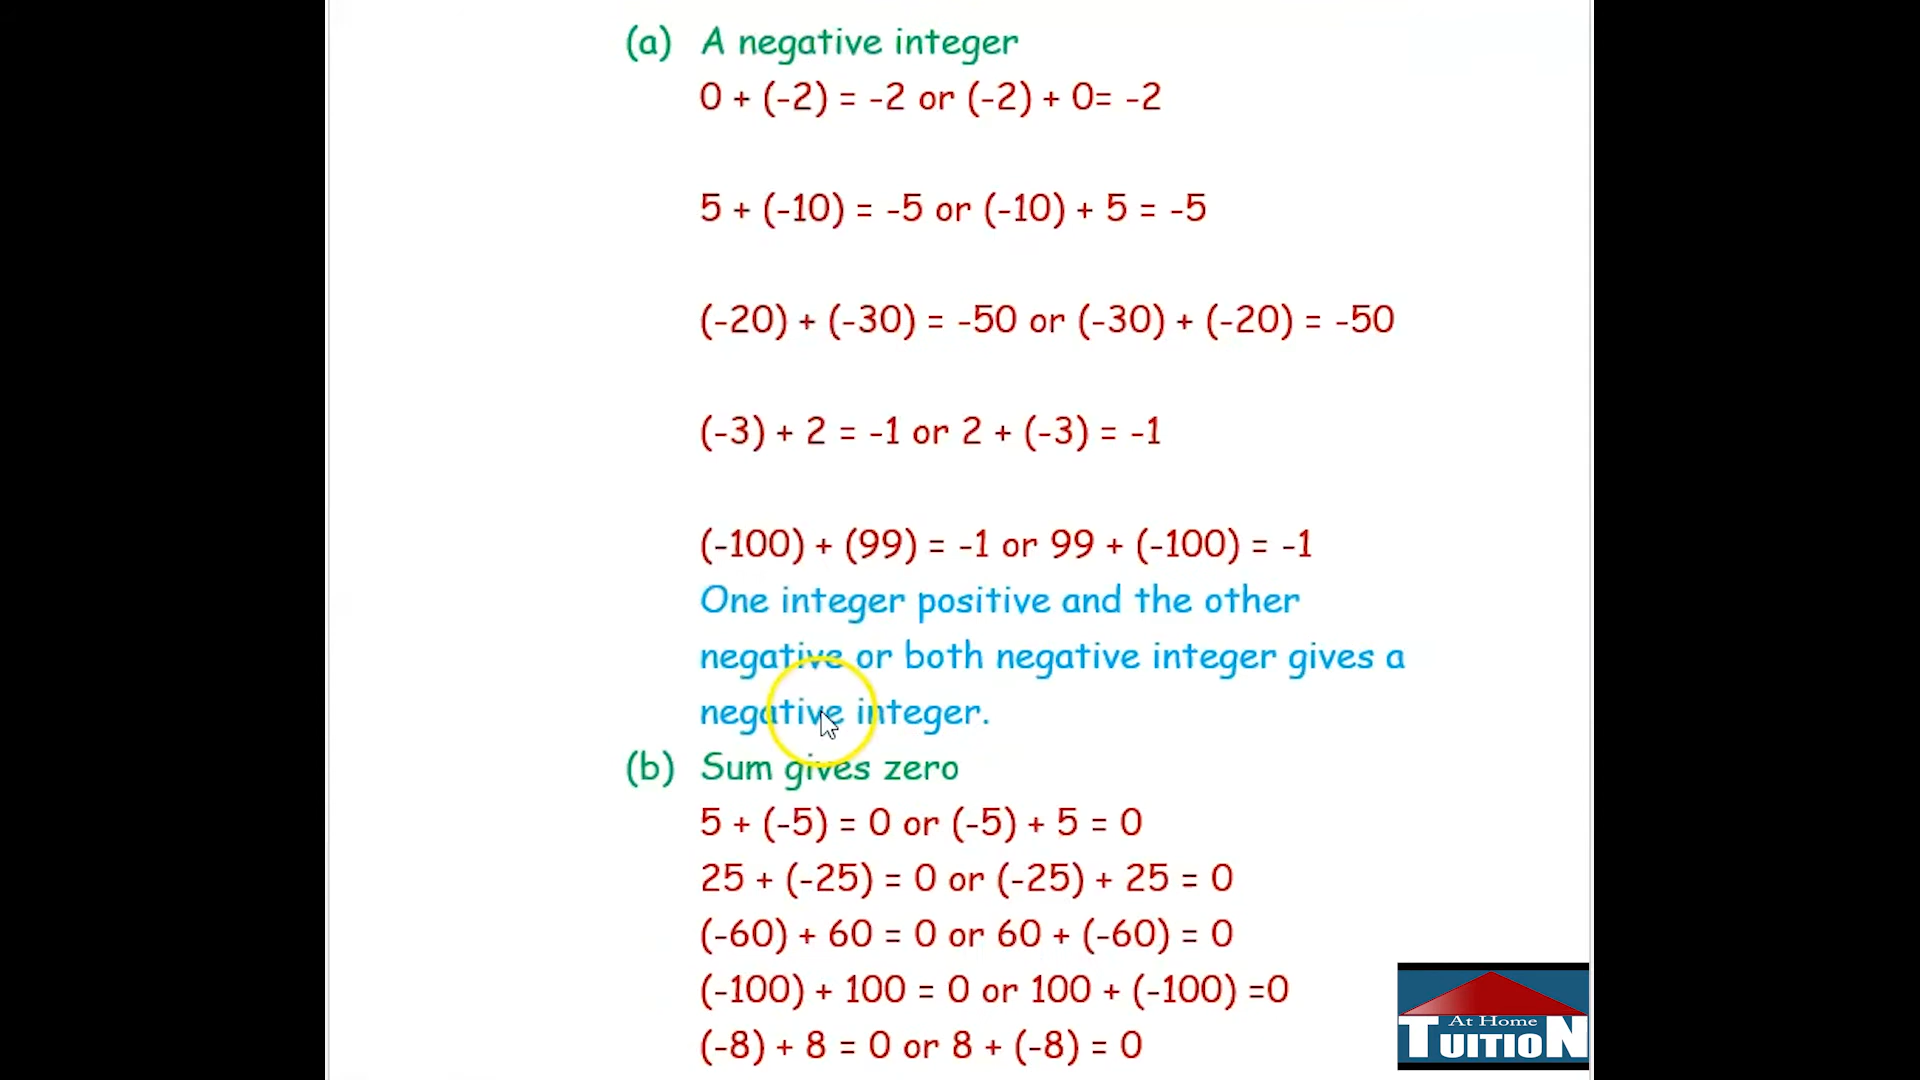 (a) A negative integer
0 + (-2) = -2 or (-2) + 0= -2
5 + (-10) = -5 or (-10) + 5 = -5
(-20) + (-30) = -50 or (-30) + (-20) = -50
(-3) + 2 = -1 or 2 + (-3) = -1
(-100) + (99) = -1 or 99 + (-100) = -1
One integer positive and the other
negative or both negative integer gives a
negative integer.
(b) Sum gives zero
5 + (-5) = 0 or (-5) + 5 = 0
25 + (-25) = 0 or (-25) + 25 = 0
(-60) + 60 = 0 or 60 + (-60) = 0
(-100) + 100 = 0 or 100 + (-100) =0
(-8) + 8 = 0 or 8 + (-8) = 0
At Home
TUITION